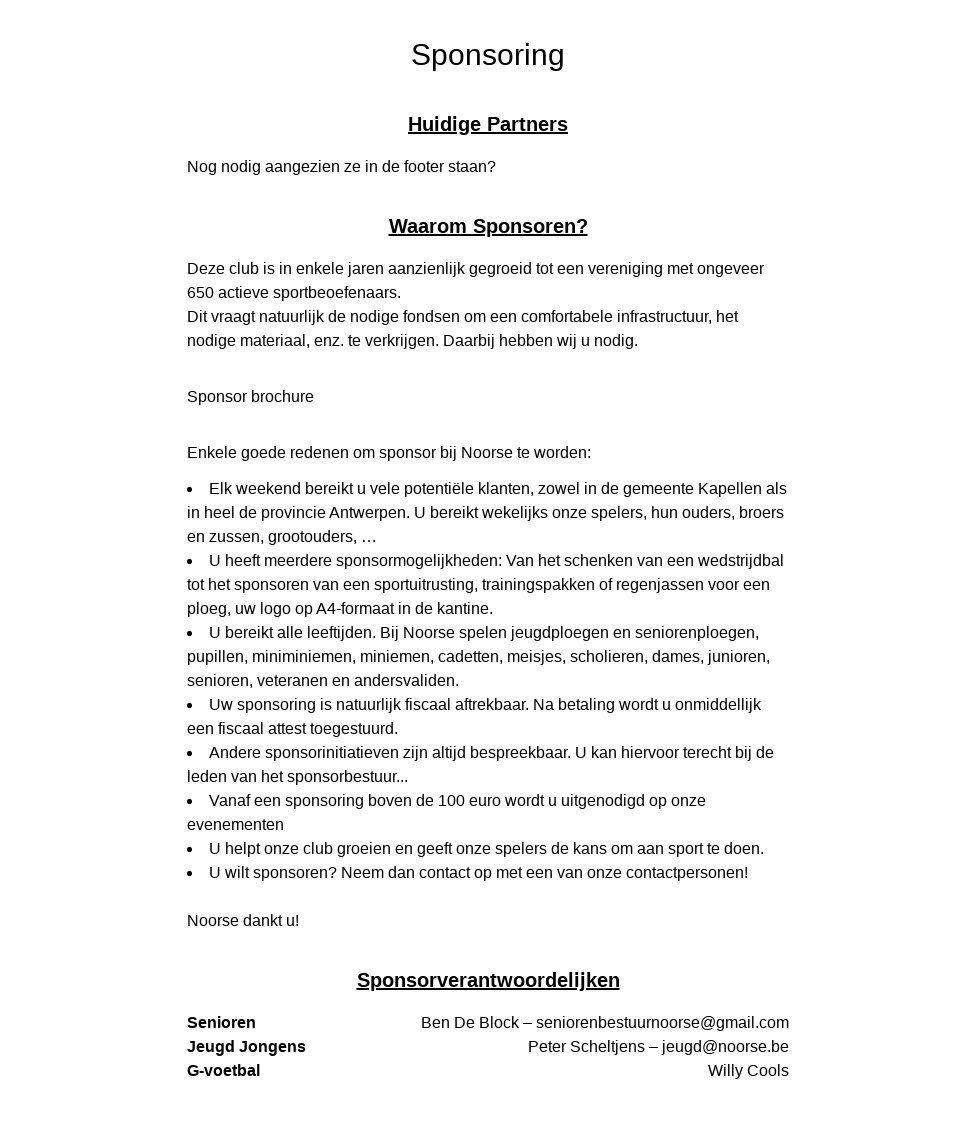 Sponsoring
Huidige Partners
Nog nodig aangezien ze in de footer staan?
Waarom Sponsoren?
Deze club is in enkele jaren aanzienlijk gegroeid tot een vereniging met ongeveer
650 actieve sportbeoefenaars.
Dit vraagt natuurlijk de nodige fondsen om een comfortabele infrastructuur, het
nodige materiaal, enz. te verkrijgen. Daarbij hebben wij u nodig.
Sponsor brochure
Enkele goede redenen om sponsor bij Noorse te worden:
• Elk weekend bereikt u vele potentiële klanten, zowel in de gemeente Kapellen als
in heel de provincie Antwerpen. U bereikt wekelijks onze spelers, hun ouders, broers
en zussen, grootouders, …
• U heeft meerdere sponsormogelijkheden: Van het schenken van een wedstrijdbal
tot het sponsoren van een sportuitrusting, trainingspakken of regenjassen voor een
ploeg, uw logo op A4-formaat in de kantine.
• U bereikt alle leeftijden. Bij Noorse spelen jeugdploegen en seniorenploegen,
pupillen, miniminiemen, miniemen, cadetten, meisjes, scholieren, dames, junioren,
senioren, veteranen en andersvaliden.
• Uw sponsoring is natuurlijk fiscaal aftrekbaar. Na betaling wordt u onmiddellijk
een fiscaal attest toegestuurd.
• Andere sponsorinitiatieven zijn altijd bespreekbaar. U kan hiervoor terecht bij de
leden van het sponsorbestuur...
• Vanaf een sponsoring boven de 100 euro wordt u uitgenodigd op onze
evenementen
• U helpt onze club groeien en geeft onze spelers de kans om aan sport te doen.
• U wilt sponsoren? Neem dan contact op met een van onze contactpersonen!
Noorse dankt u!
Sponsorverantwoordelijken
Senioren Ben De Block – seniorenbestuurnoorse@gmail.com
Jeugd Jongens Peter Scheltjens – jeugd@noorse.be
G-voetbal Willy Cools